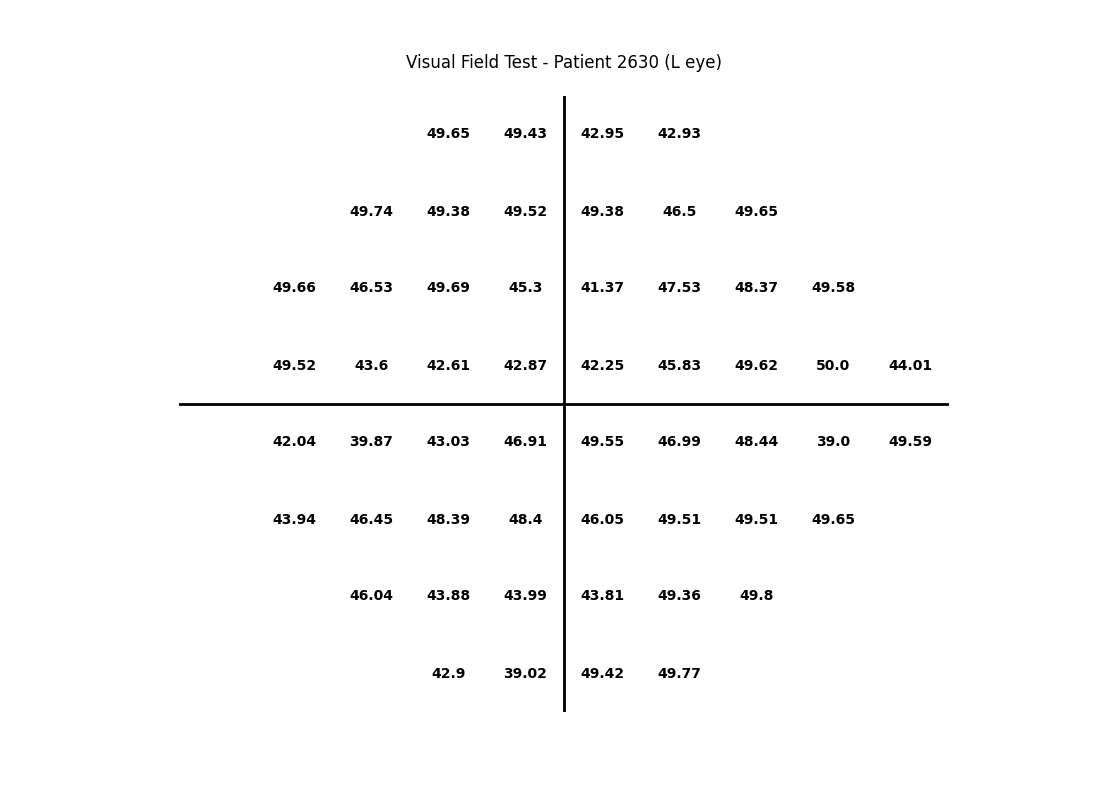 Visual Field Test - Patient 2630 (L eye)
49.65 49.43 42.95 42.93
49.74 49.38 49.52 49.38 46.5 49.65
49.66 46.53 49.69 45.3 41.37 47.53 48.37 49.58
49.52 43.6 42.61 42.87 42.25 45.83 49.62 50.0 44.01
42.04 39.87 43.03 46.91 49.55 46.99 48.44 39.0 49.59
43.94 46.45 48.39 48.4 46.05 49.51 49.51 49.65
46.04 43.88 43.99 43.81 49.36 49.8
42.9 39.02 49.42 49.77